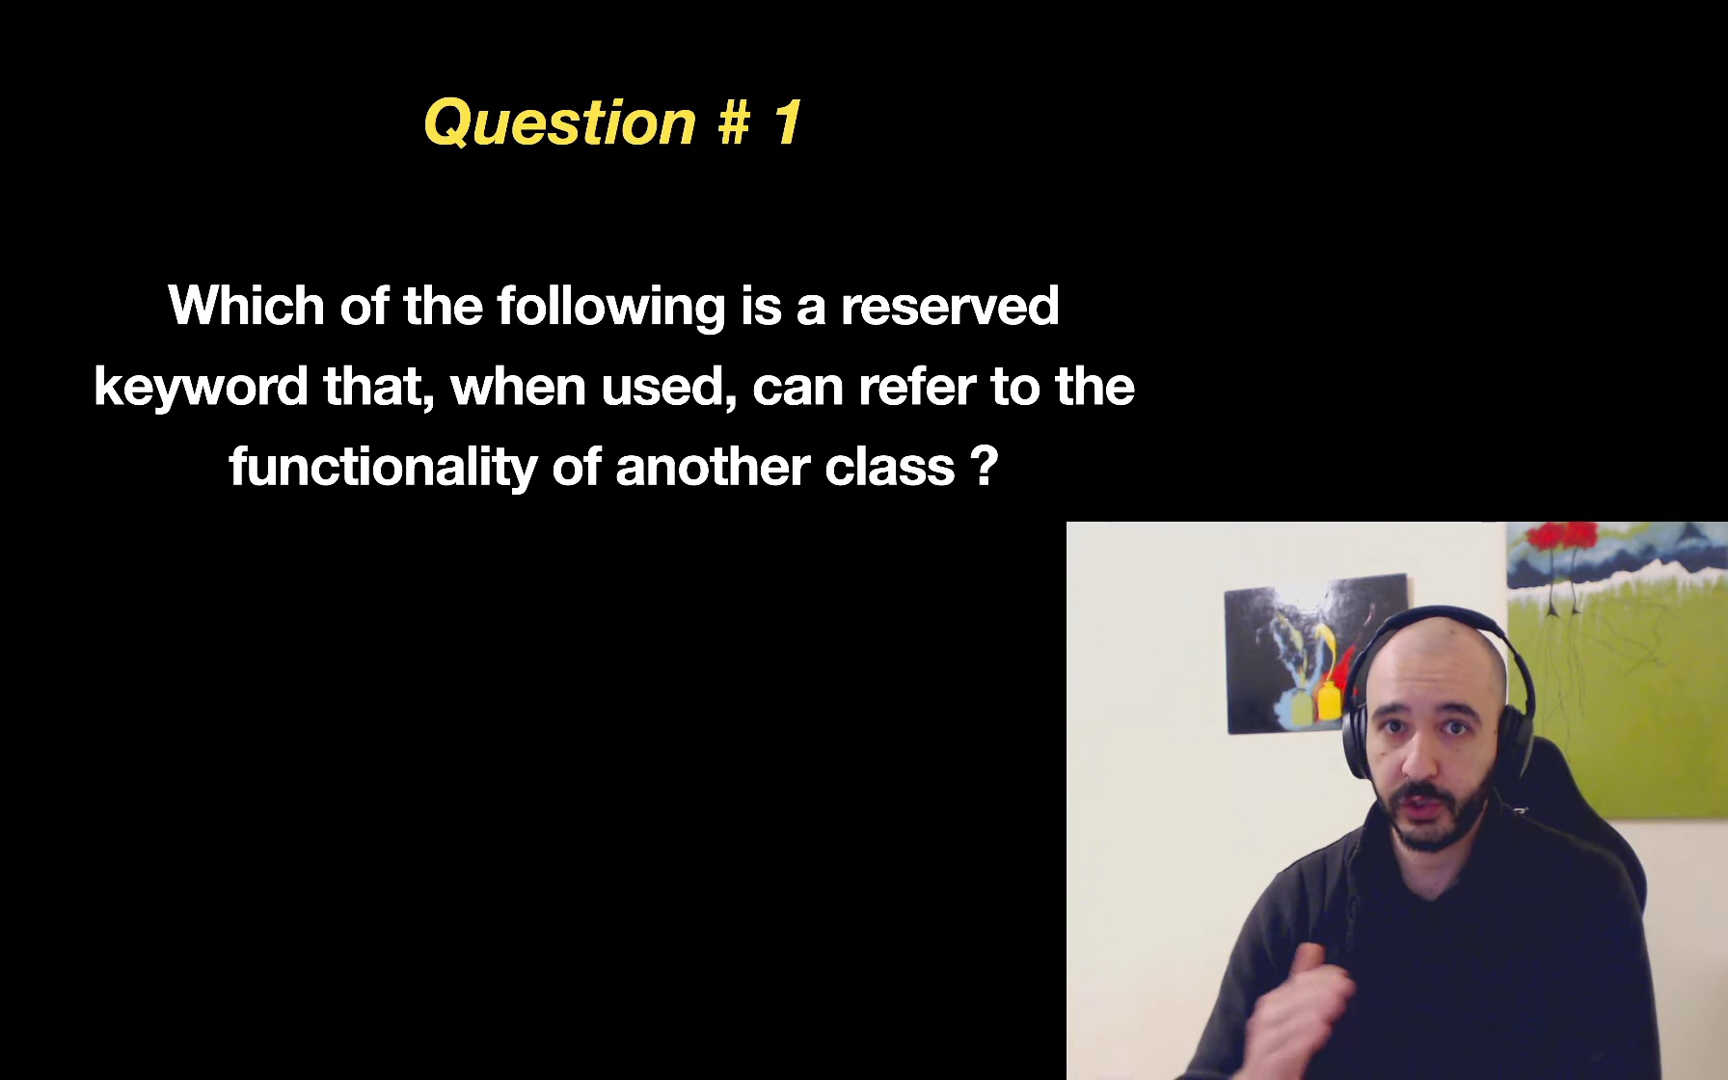 Question # 1
Which of the following is a reserved
keyword that, when used, can refer to the
functionality of another class ?